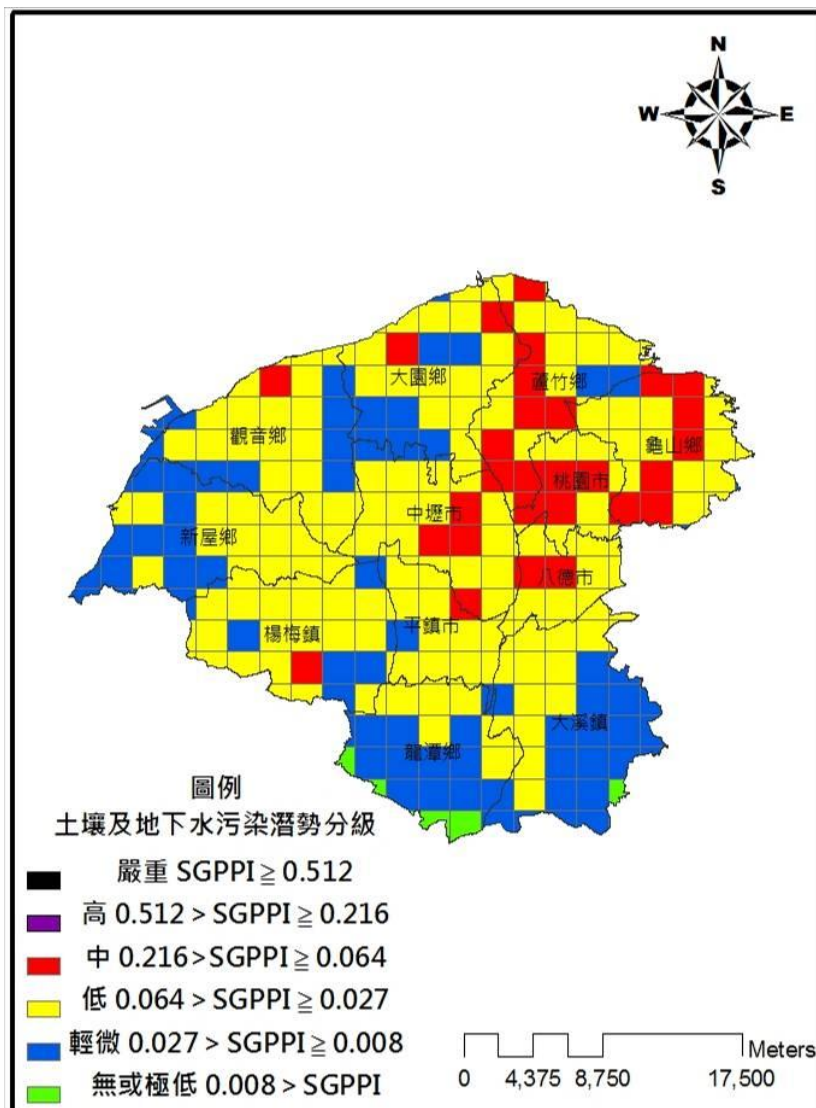 N
W E
S
大園鄉
蘆竹鄉
觀音鄉
龜山鄉
桃園市
中壢市
新屋鄉
八德市
楊梅鎮
平鎮市
大溪鎮
龍潭鄉
圖例
土壤及地下水污染潛勢分級
嚴重 SGPPI ≧ 0.512
高 0.512 > SGPPI ≧ 0.216
中 0.216>SGPPI ≧ 0.064
低 0.064 > SGPPI ≧ 0.027
輕微 0.027 > SGPPI ≧ 0.008
無或極低 0.008 > SGPPI
Meters
0 4,375 8,750 17,500